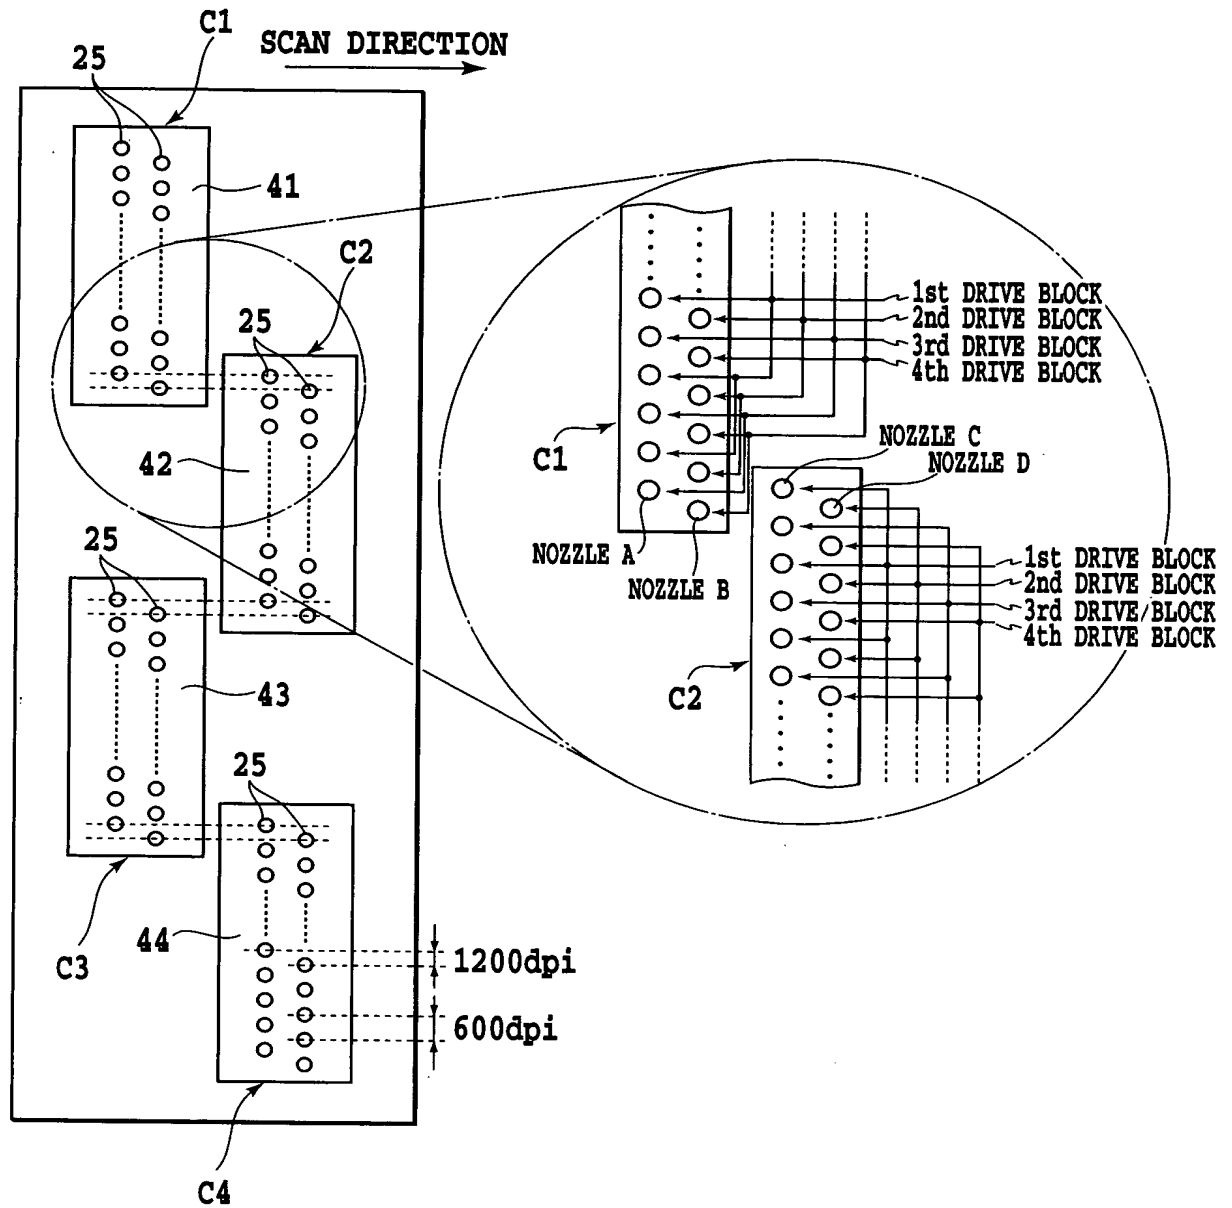 C1
SCAN DIRECTION
25
41
C2
25
42
25
43
25
44
C3
1200dpi
600dpi
C4
1st DRIVE BLOCK
2nd DRIVE BLOCK
3rd DRIVE BLOCK
4th DRIVE BLOCK
NOZZLE C
NOZZLE D
C1
NOZZLE A
NOZZLE B
1st DRIVE BLOCK
2nd DRIVE BLOCK
3rd DRIVE BLOCK
4th DRIVE BLOCK
C2